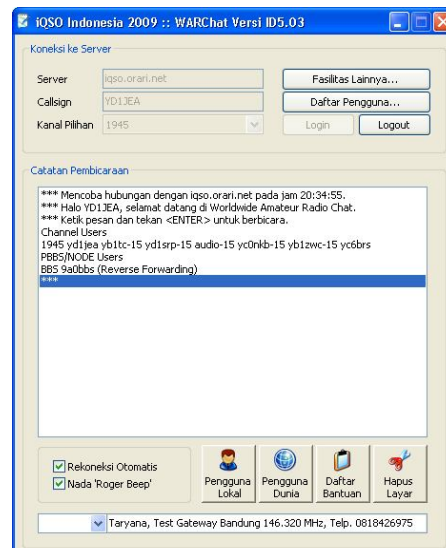 iQSO Indonesia 2009 :: WARChat Versi ID5.03
Koneksi ke Server
Server iqso.orari.net Fasilitas Lainnya...
Callsign YD1JEA Daftar Pengguna...
Kanal Pilihan 1945 Login Logout
Catatan Pembicaraan
*** Mencoba hubungan dengan iqso.orari.net pada jam 20:34:55.
*** Halo YD1JEA, selamat datang di Worldwide Amateur Radio Chat.
*** Ketik pesan dan tekan <ENTER> untuk berbicara.
Channel Users
1945 yd1jea yb1tc-15 yd1srp-15 audio-15 yc0nkb-15 yb1zwc-15 yc6brs
PBBS/NODE Users
BBS 9a0bbs (Reverse Forwarding)
***
Rekoneksi Otomatis
Nada 'Roger Beep'
Pengguna Lokal
Pengguna Dunia
Daftar Bantuan
Hapus Layar
Taryana, Test Gateway Bandung 146.320 MHz, Telp. 0818426975